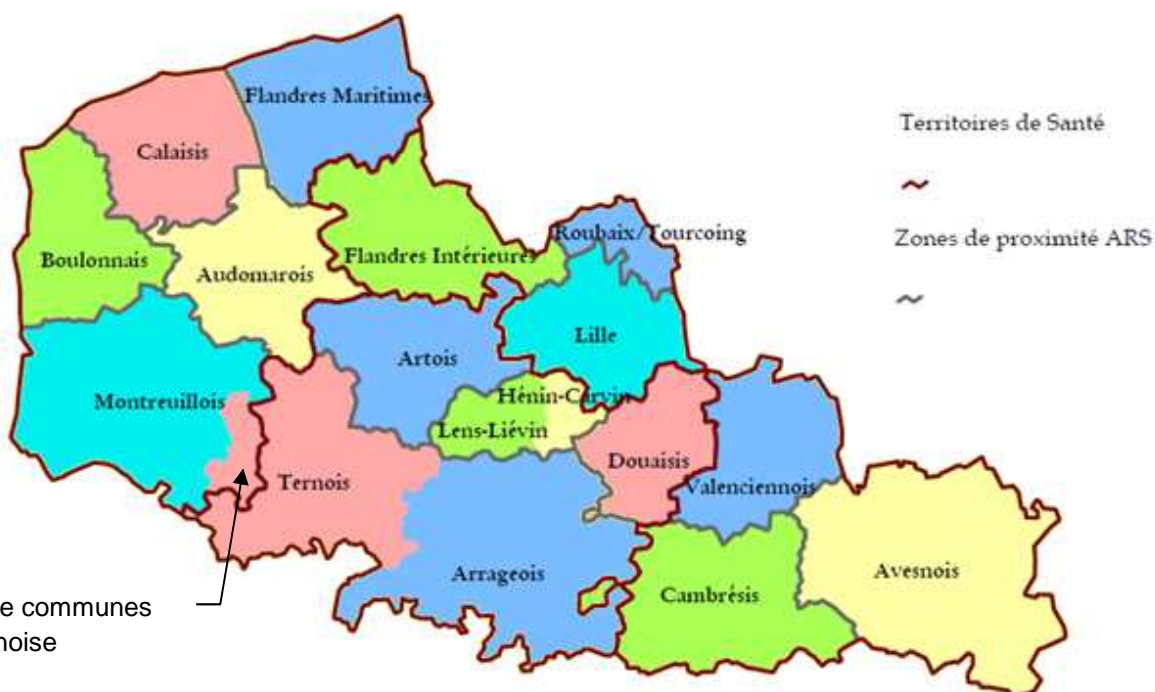 Flandres Maritimes
Territoires de Santé
Calaisis
Roubaix/Tourcoing
Zones de proximité ARS
Boulonnais
Audomarois
Flandres Intérieures
Lille
Artois
Montreuillois
Hénin-Carvin
Lens-Liévin
Douaisis
Ternois
Valenciennois
Arrageois
Avesnois
Cambrésis
e communes
noise